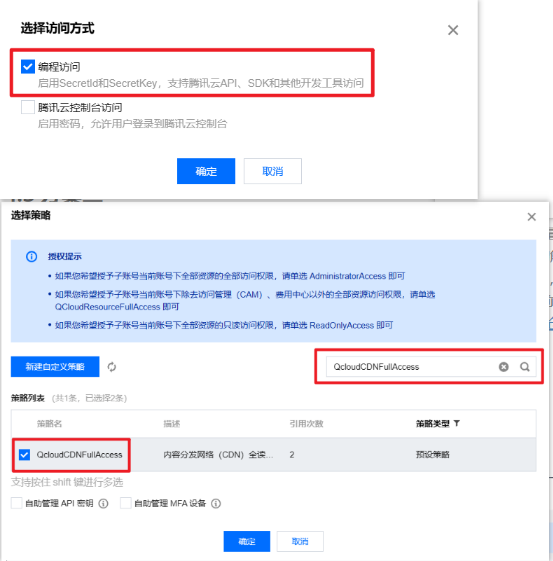 选择访问方式
编程访问
启用SecretId和SecretKey，支持腾讯云API、SDK和其他开发工具访问
腾讯云控制台访问
启用密码，允许用户登录到腾讯云控制台
确定 取消
选择策略
授权提示
• 如果您希望授予子账号当前账号下全部资源的全部访问权限，请单选 AdministratorAccess 即可
• 如果您希望授予子账号当前账号下除去访问管理（CAM）、费用中心以外的全部资源访问权限，请单选
QCloudResourceFullAccess 即可
• 如果您希望授予子账号当前账号下全部资源的只读访问权限，请单选 ReadOnlyAccess 即可
新建自定义策略 QcloudCDNFullAccess
策略列表 （共1条，已选择2条）
策略名 描述 引用次数 策略类型
QcloudCDNFullAccess 内容分发网络（CDN）全读... 2 预设策略
支持按住 shift 键进行多选
自助管理 API 密钥 自助管理 MFA 设备
确定 取消